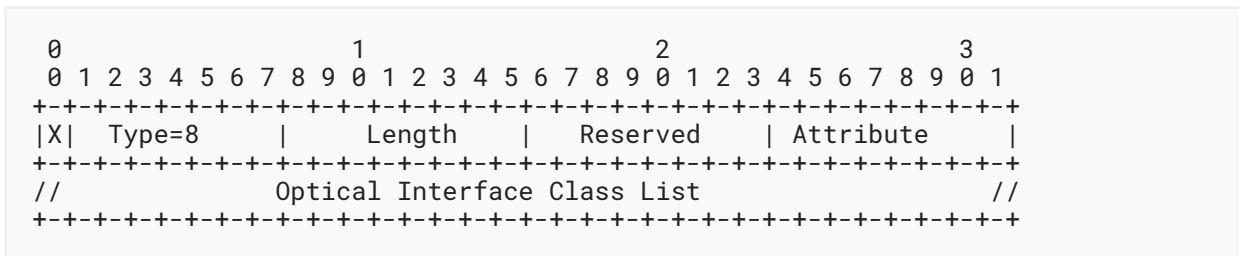 0                   1                   2                   3
 0 1 2 3 4 5 6 7 8 9 0 1 2 3 4 5 6 7 8 9 0 1 2 3 4 5 6 7 8 9 0 1
+-+-+-+-+-+-+-+-+-+-+-+-+-+-+-+-+-+-+-+-+-+-+-+-+-+-+-+-+-+-+-+-+
|X|  Type=8     |     Length    |   Reserved    | Attribute     |
+-+-+-+-+-+-+-+-+-+-+-+-+-+-+-+-+-+-+-+-+-+-+-+-+-+-+-+-+-+-+-+-+
//              Optical Interface Class List                   //
+-+-+-+-+-+-+-+-+-+-+-+-+-+-+-+-+-+-+-+-+-+-+-+-+-+-+-+-+-+-+-+-+